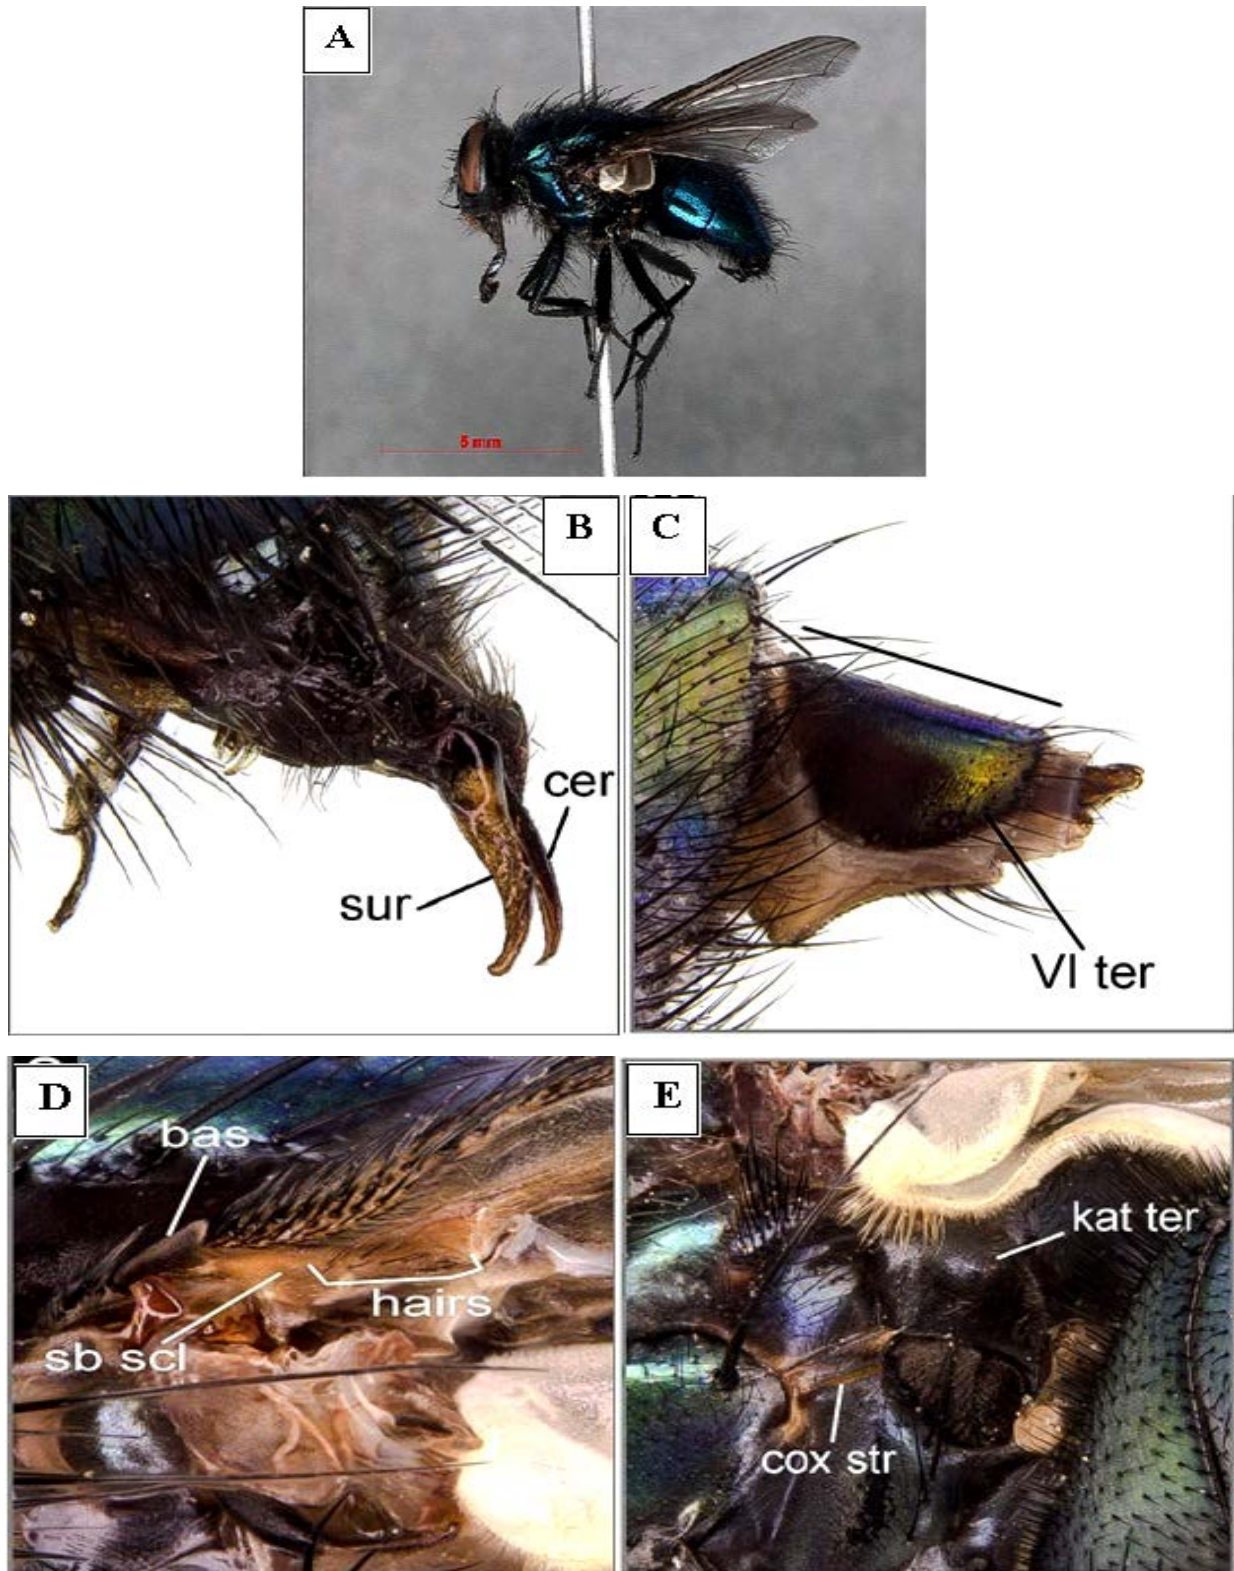 A
5 mm
B
cer
sur
C
VI ter
D
bas
hairs
sb scl
E
kat ter
cox str